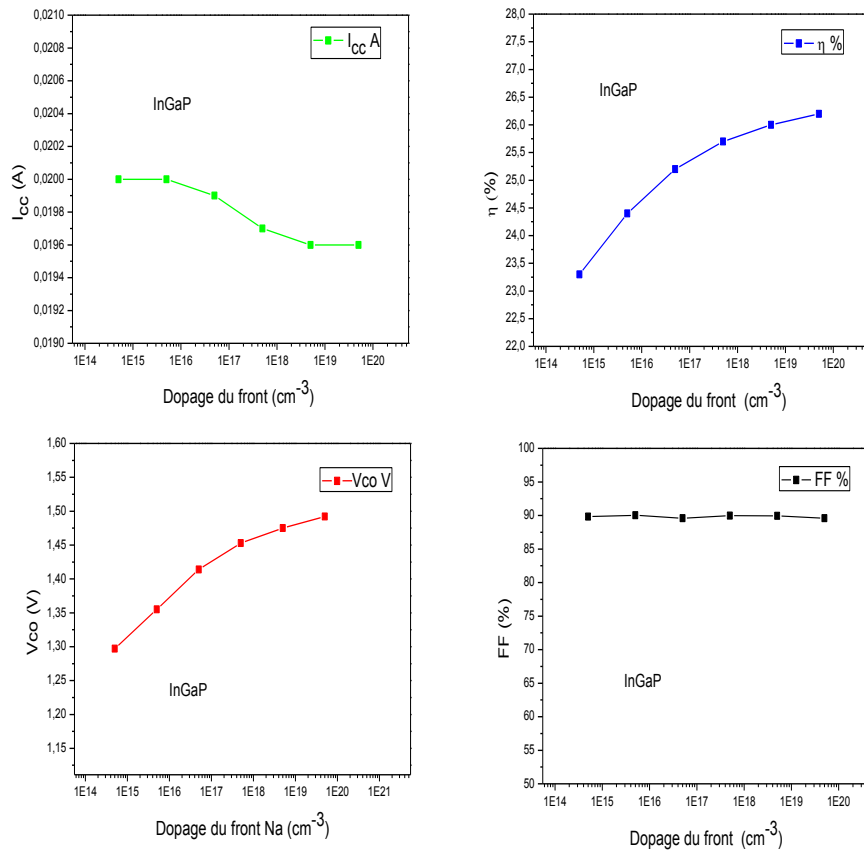 I_CC A
InGaP
0,0210
0,0208
0,0206
0,0204
0,0202
0,0200
0,0198
0,0196
0,0194
0,0192
0,0190
I_CC (A)
1E14 1E15 1E16 1E17 1E18 1E19 1E20
Dopage du front (cm^-3)
η %
InGaP
28,0
27,5
27,0
26,5
26,0
25,5
25,0
24,5
24,0
23,5
23,0
22,5
22,0
η (%)
1E14 1E15 1E16 1E17 1E18 1E19 1E20
Dopage du front (cm^-3)
Vco V
InGaP
1,60
1,55
1,50
1,45
1,40
1,35
1,30
1,25
1,20
1,15
Vco (V)
1E14 1E15 1E16 1E17 1E18 1E19 1E20 1E21
Dopage du front Na (cm^-3)
FF %
InGaP
100
95
90
85
80
75
70
65
60
55
50
FF (%)
1E14 1E15 1E16 1E17 1E18 1E19 1E20
Dopage du front (cm^-3)